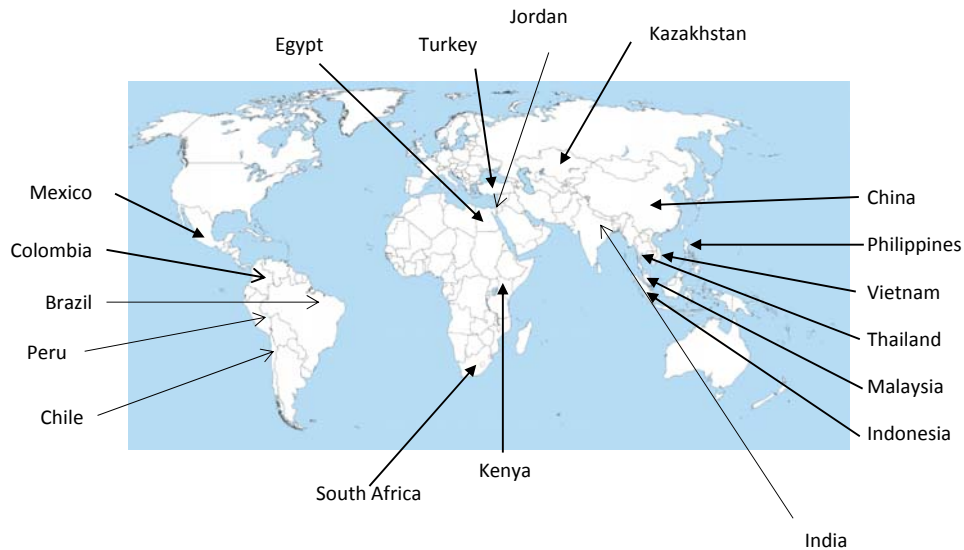 Jordan
Egypt
Turkey
Kazakhstan
Mexico
China
Colombia
Philippines
Brazil
Vietnam
Peru
Thailand
Malaysia
Chile
Indonesia
Kenya
South Africa
India